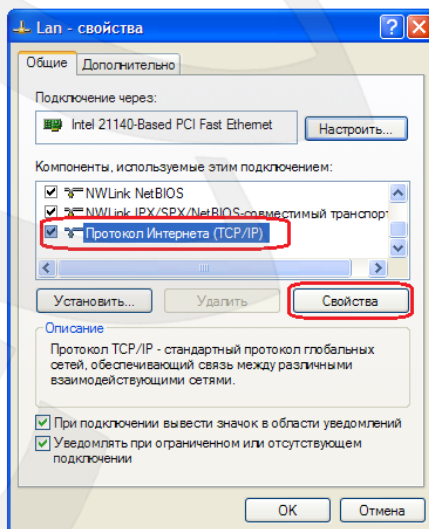 Lan - свойства
Общие
Дополнительно
Подключение через:
Intel 21140-Based PCI Fast Ethernet
Настроить...
Компоненты, используемые этим подключением:
NWLink NetBIOS
NWLink IPX/SPX/NetBIOS-совместимый транспорт
Протокол Интернета (TCP/IP)
Установить...
Удалить
Свойства
Описание
Протокол TCP/IP - стандартный протокол глобальных
сетей, обеспечивающий связь между различными
взаимодействующими сетями.
При подключении вывести значок в области уведомлений
Уведомлять при ограниченном или отсутствующем
подключении
OK
Отмена